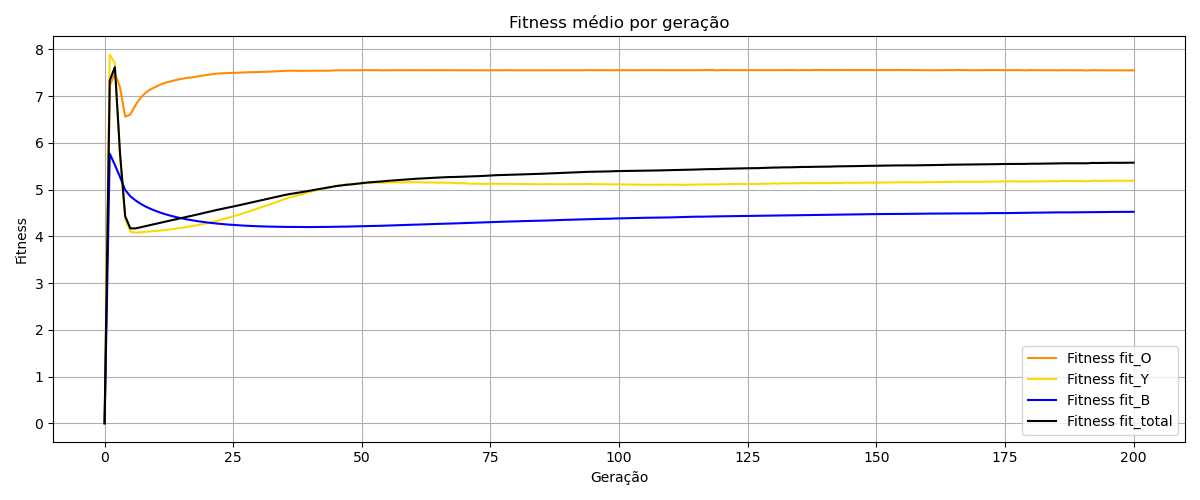 Fitness médio por geração
Fitness
8
7
6
5
4
3
2
1
0
Fitness fit_O
Fitness fit_Y
Fitness fit_B
Fitness fit_total
0 25 50 75 100 125 150 175 200
Geração